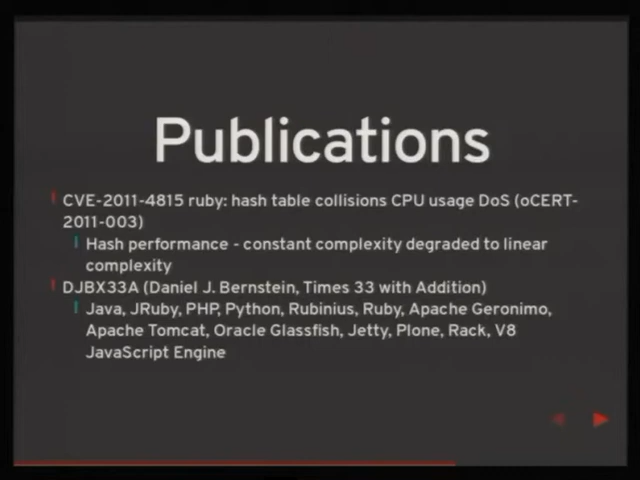 Publications
CVE-2011-4815 ruby: hash table collisions CPU usage DoS (oCERT-
2011-003)
Hash performance - constant complexity degraded to linear
complexity
DJBX33A (Daniel J. Bernstein, Times 33 with Addition)
Java, JRuby, PHP, Python, Rubinius, Ruby, Apache Geronimo,
Apache Tomcat, Oracle Glassfish, Jetty, Plone, Rack, V8
JavaScript Engine